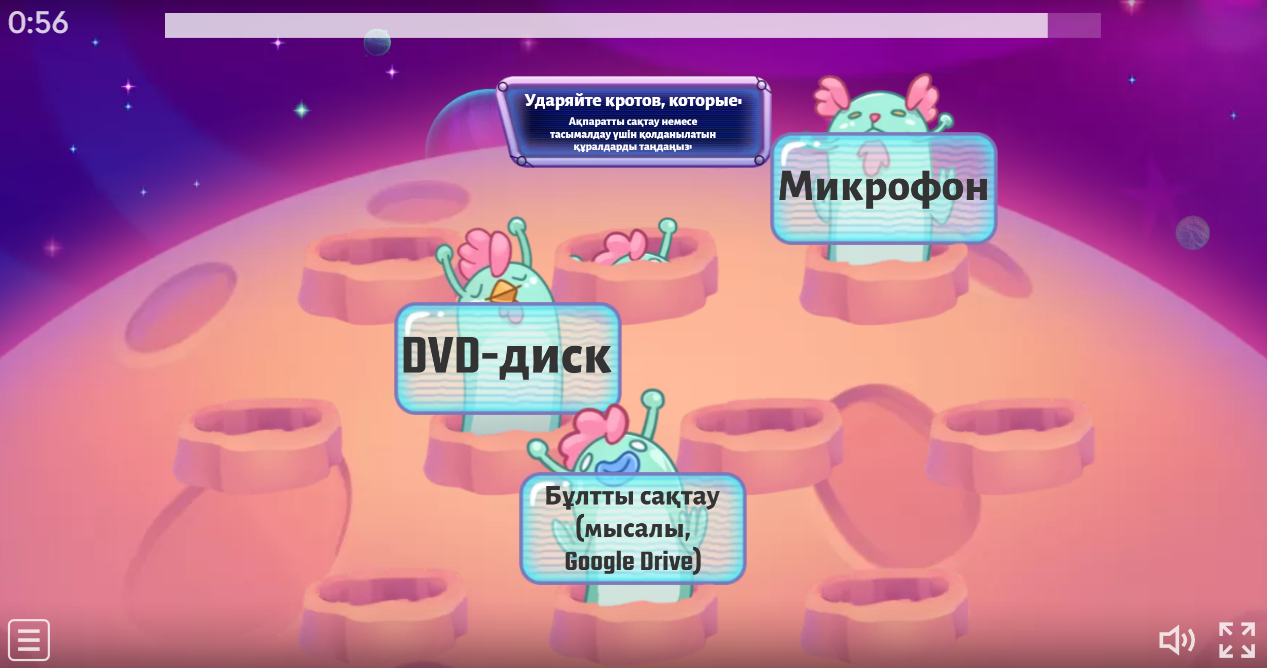 0:56
Ударяйте кротов, которые:
Ақпаратты сақтау немесе
тасымалдау үшін қолданылатын
құралдарды таңдаңыз:
Микрофон
DVD-диск
Бұлтты сақтау
(мысалы,
Google Drive)